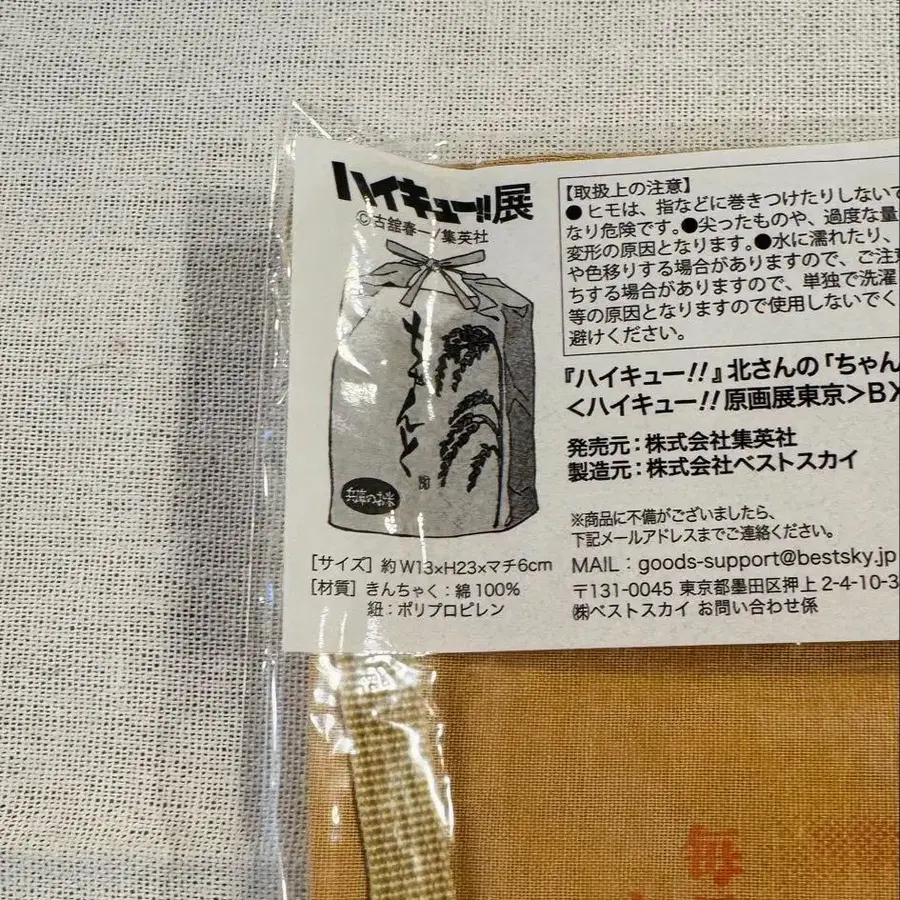 ハイキュー!!展
©古舘春一/集英社
【取扱上の注意】
●ヒモは、指などに巻きつけたりしないで
なり危険です。●尖ったものや、過度な量
変形の原因となります。●水に濡れたり、
や色移りする場合がありますので、ご注意
ちする場合がありますので、単独で洗濯
等の原因となりますので使用しないでく
避けください。
ちゃんと
兵庫のお米
『ハイキュー!!』北さんの「ちゃん
<ハイキュー!!原画展東京>B
発売元:株式会社集英社
製造元:株式会社ベストスカイ
※商品に不備がございましたら、
下記メールアドレスまでご連絡ください。
MAIL:goods-support@bestsky.jp
〒131-0045 東京都墨田区押上2-4-10-3
㈱ベストスカイ お問い合わせ係
[サイズ] 約W13×H23×マチ6cm
[材質] きんちゃく:綿100%
紐:ポリプロピレン
毎